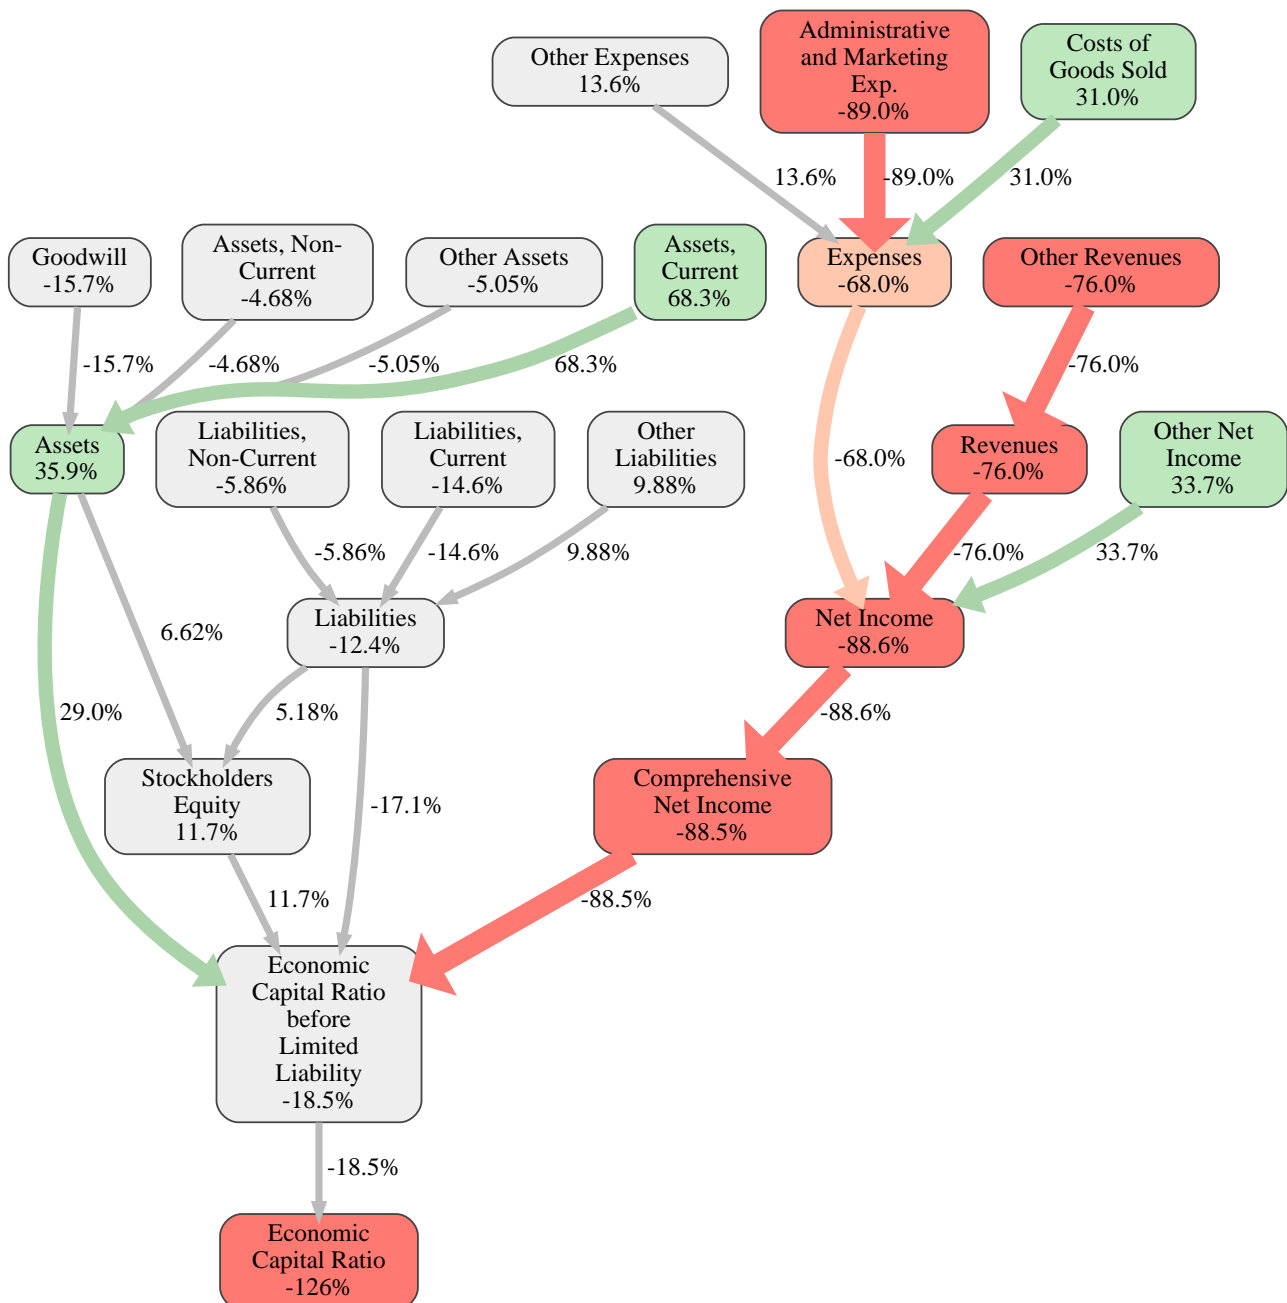 Other Expenses
13.6%
Administrative
and Marketing
Exp.
-89.0%
Costs of
Goods Sold
31.0%
13.6%
-89.0%
31.0%
Goodwill
-15.7%
Assets, Non-
Current
-4.68%
Other Assets
-5.05%
Assets,
Current
68.3%
Expenses
-68.0%
Other Revenues
-76.0%
-15.7%
-4.68%
-5.05%
68.3%
-76.0%
Assets
35.9%
Liabilities,
Non-Current
-5.86%
Liabilities,
Current
-14.6%
Other
Liabilities
9.88%
-68.0%
Revenues
-76.0%
Other Net
Income
33.7%
-5.86%
-14.6%
9.88%
-76.0%
33.7%
6.62%
Liabilities
-12.4%
Net Income
-88.6%
29.0%
5.18%
-88.6%
Stockholders
Equity
11.7%
-17.1%
Comprehensive
Net Income
-88.5%
11.7%
-88.5%
Economic
Capital Ratio
before
Limited
Liability
-18.5%
-18.5%
Economic
Capital Ratio
-126%